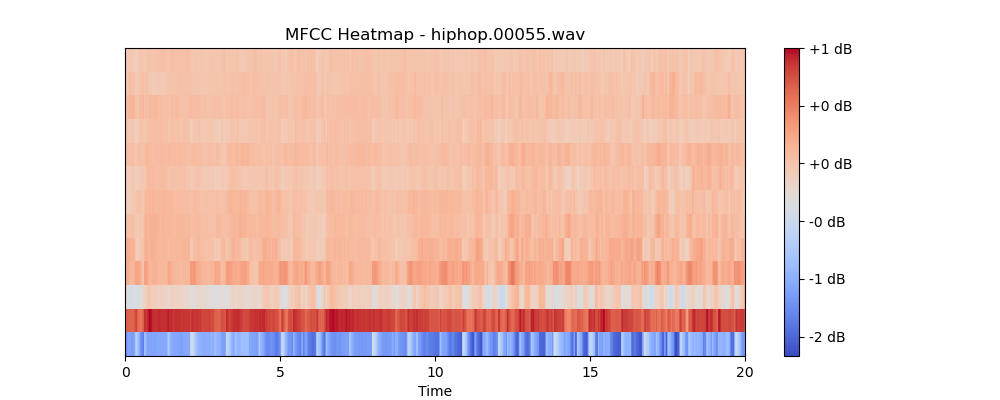 MFCC Heatmap - hiphop.00055.wav
+1 dB
+0 dB
+0 dB
-0 dB
-1 dB
-2 dB
0 5 10 15 20
Time